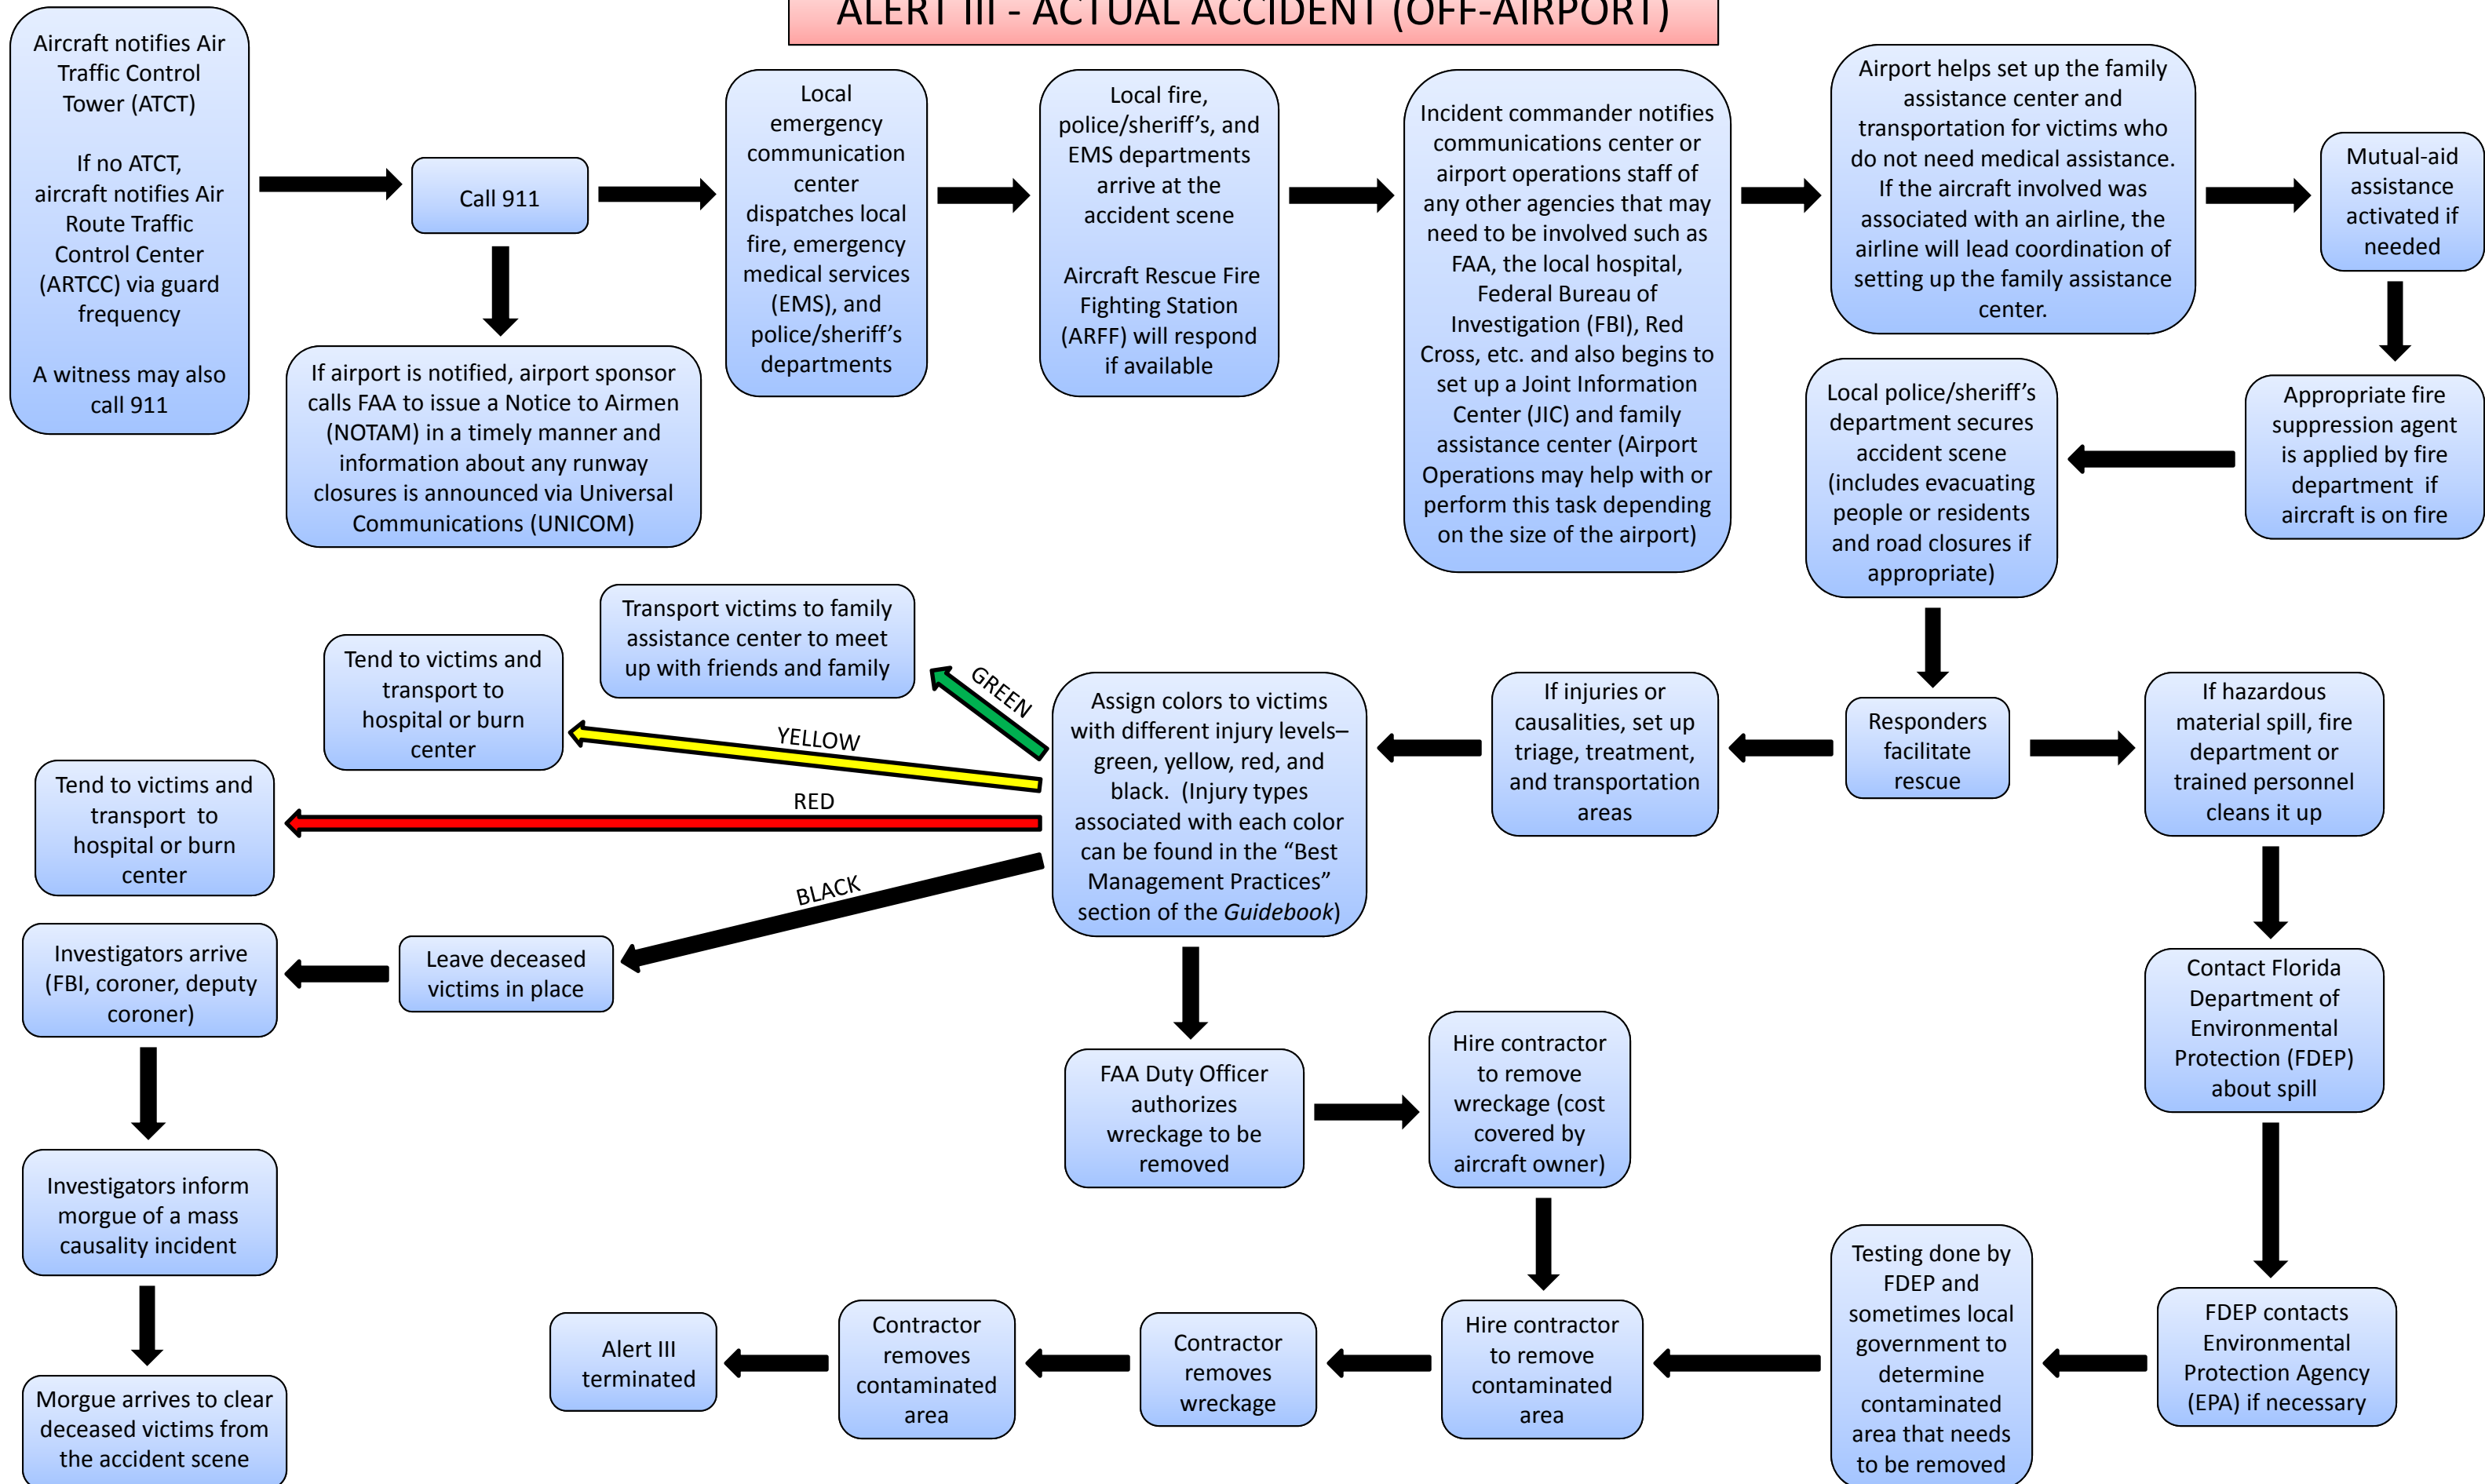 ALERT III - ACTUAL ACCIDENT (OFF-AIRPORT)
Aircraft notifies Air
Traffic Control
Tower (ATCT)
If no ATCT,
aircraft notifies Air
Route Traffic
Control Center
(ARTCC) via guard
frequency
A witness may also
call 911
Call 911
If airport is notified, airport sponsor
calls FAA to issue a Notice to Airmen
(NOTAM) in a timely manner and
information about any runway
closures is announced via Universal
Communications (UNICOM)
Local
emergency
communication
center
dispatches local
fire, emergency
medical services
(EMS), and
police/sheriff's
departments
Local fire,
police/sheriff's, and
EMS departments
arrive at the
accident scene
Aircraft Rescue Fire
Fighting Station
(ARFF) will respond
if available
Incident commander notifies
communications center or
airport operations staff of
any other agencies that may
need to be involved such as
FAA, the local hospital,
Federal Bureau of
Investigation (FBI), Red
Cross, etc. and also begins to
set up a Joint Information
Center (JIC) and family
assistance center (Airport
Operations may help with or
perform this task depending
on the size of the airport)
Airport helps set up the family
assistance center and
transportation for victims who
do not need medical assistance.
If the aircraft involved was
associated with an airline, the
airline will lead coordination of
setting up the family assistance
center.
Mutual-aid
assistance
activated if
needed
Appropriate fire
suppression agent
is applied by fire
department if
aircraft is on fire
Local police/sheriff's
department secures
accident scene
(includes evacuating
people or residents
and road closures if
appropriate)
Responders
facilitate
rescue
If hazardous
material spill, fire
department or
trained personnel
cleans it up
If injuries or
causalities, set up
triage, treatment,
and transportation
areas
Assign colors to victims
with different injury levels–
green, yellow, red, and
black. (Injury types
associated with each color
can be found in the “Best
Management Practices”
section of the Guidebook)
GREEN
Transport victims to family
assistance center to meet
up with friends and family
YELLOW
Tend to victims and
transport to
hospital or burn
center
RED
Tend to victims and
transport to
hospital or burn
center
BLACK
Leave deceased
victims in place
Investigators arrive
(FBI, coroner, deputy
coroner)
Investigators inform
morgue of a mass
causality incident
Morgue arrives to clear
deceased victims from
the accident scene
FAA Duty Officer
authorizes
wreckage to be
removed
Hire contractor
to remove
wreckage (cost
covered by
aircraft owner)
Contact Florida
Department of
Environmental
Protection (FDEP)
about spill
FDEP contacts
Environmental
Protection Agency
(EPA) if necessary
Testing done by
FDEP and
sometimes local
government to
determine
contaminated
area that needs
to be removed
Hire contractor
to remove
contaminated
area
Contractor
removes
wreckage
Contractor
removes
contaminated
area
Alert III
terminated